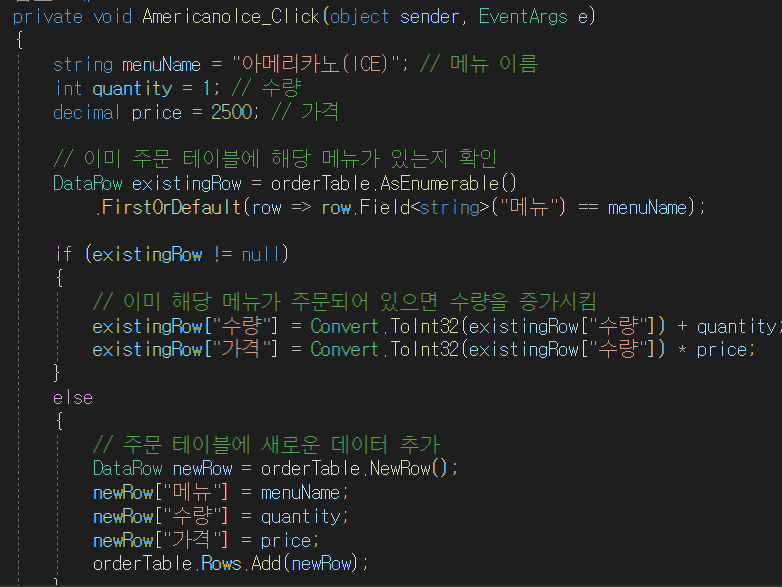 private void AmericanoIce_Click(object sender, EventArgs e)
{
string menuName = "아메리카노(ICE)"; // 메뉴 이름
int quantity = 1; // 수량
decimal price = 2500; // 가격
// 이미 주문 테이블에 해당 메뉴가 있는지 확인
DataRow existingRow = orderTable.AsEnumerable()
.FirstOrDefault(row => row.Field<string>("메뉴") == menuName);
if (existingRow != null)
{
// 이미 해당 메뉴가 주문되어 있으면 수량을 증가시킴
existingRow["수량"] = Convert.ToInt32(existingRow["수량"]) + quantity;
existingRow["가격"] = Convert.ToInt32(existingRow["수량"]) * price;
}
else
{
// 주문 테이블에 새로운 데이터 추가
DataRow newRow = orderTable.NewRow();
newRow["메뉴"] = menuName;
newRow["수량"] = quantity;
newRow["가격"] = price;
orderTable.Rows.Add(newRow);
}